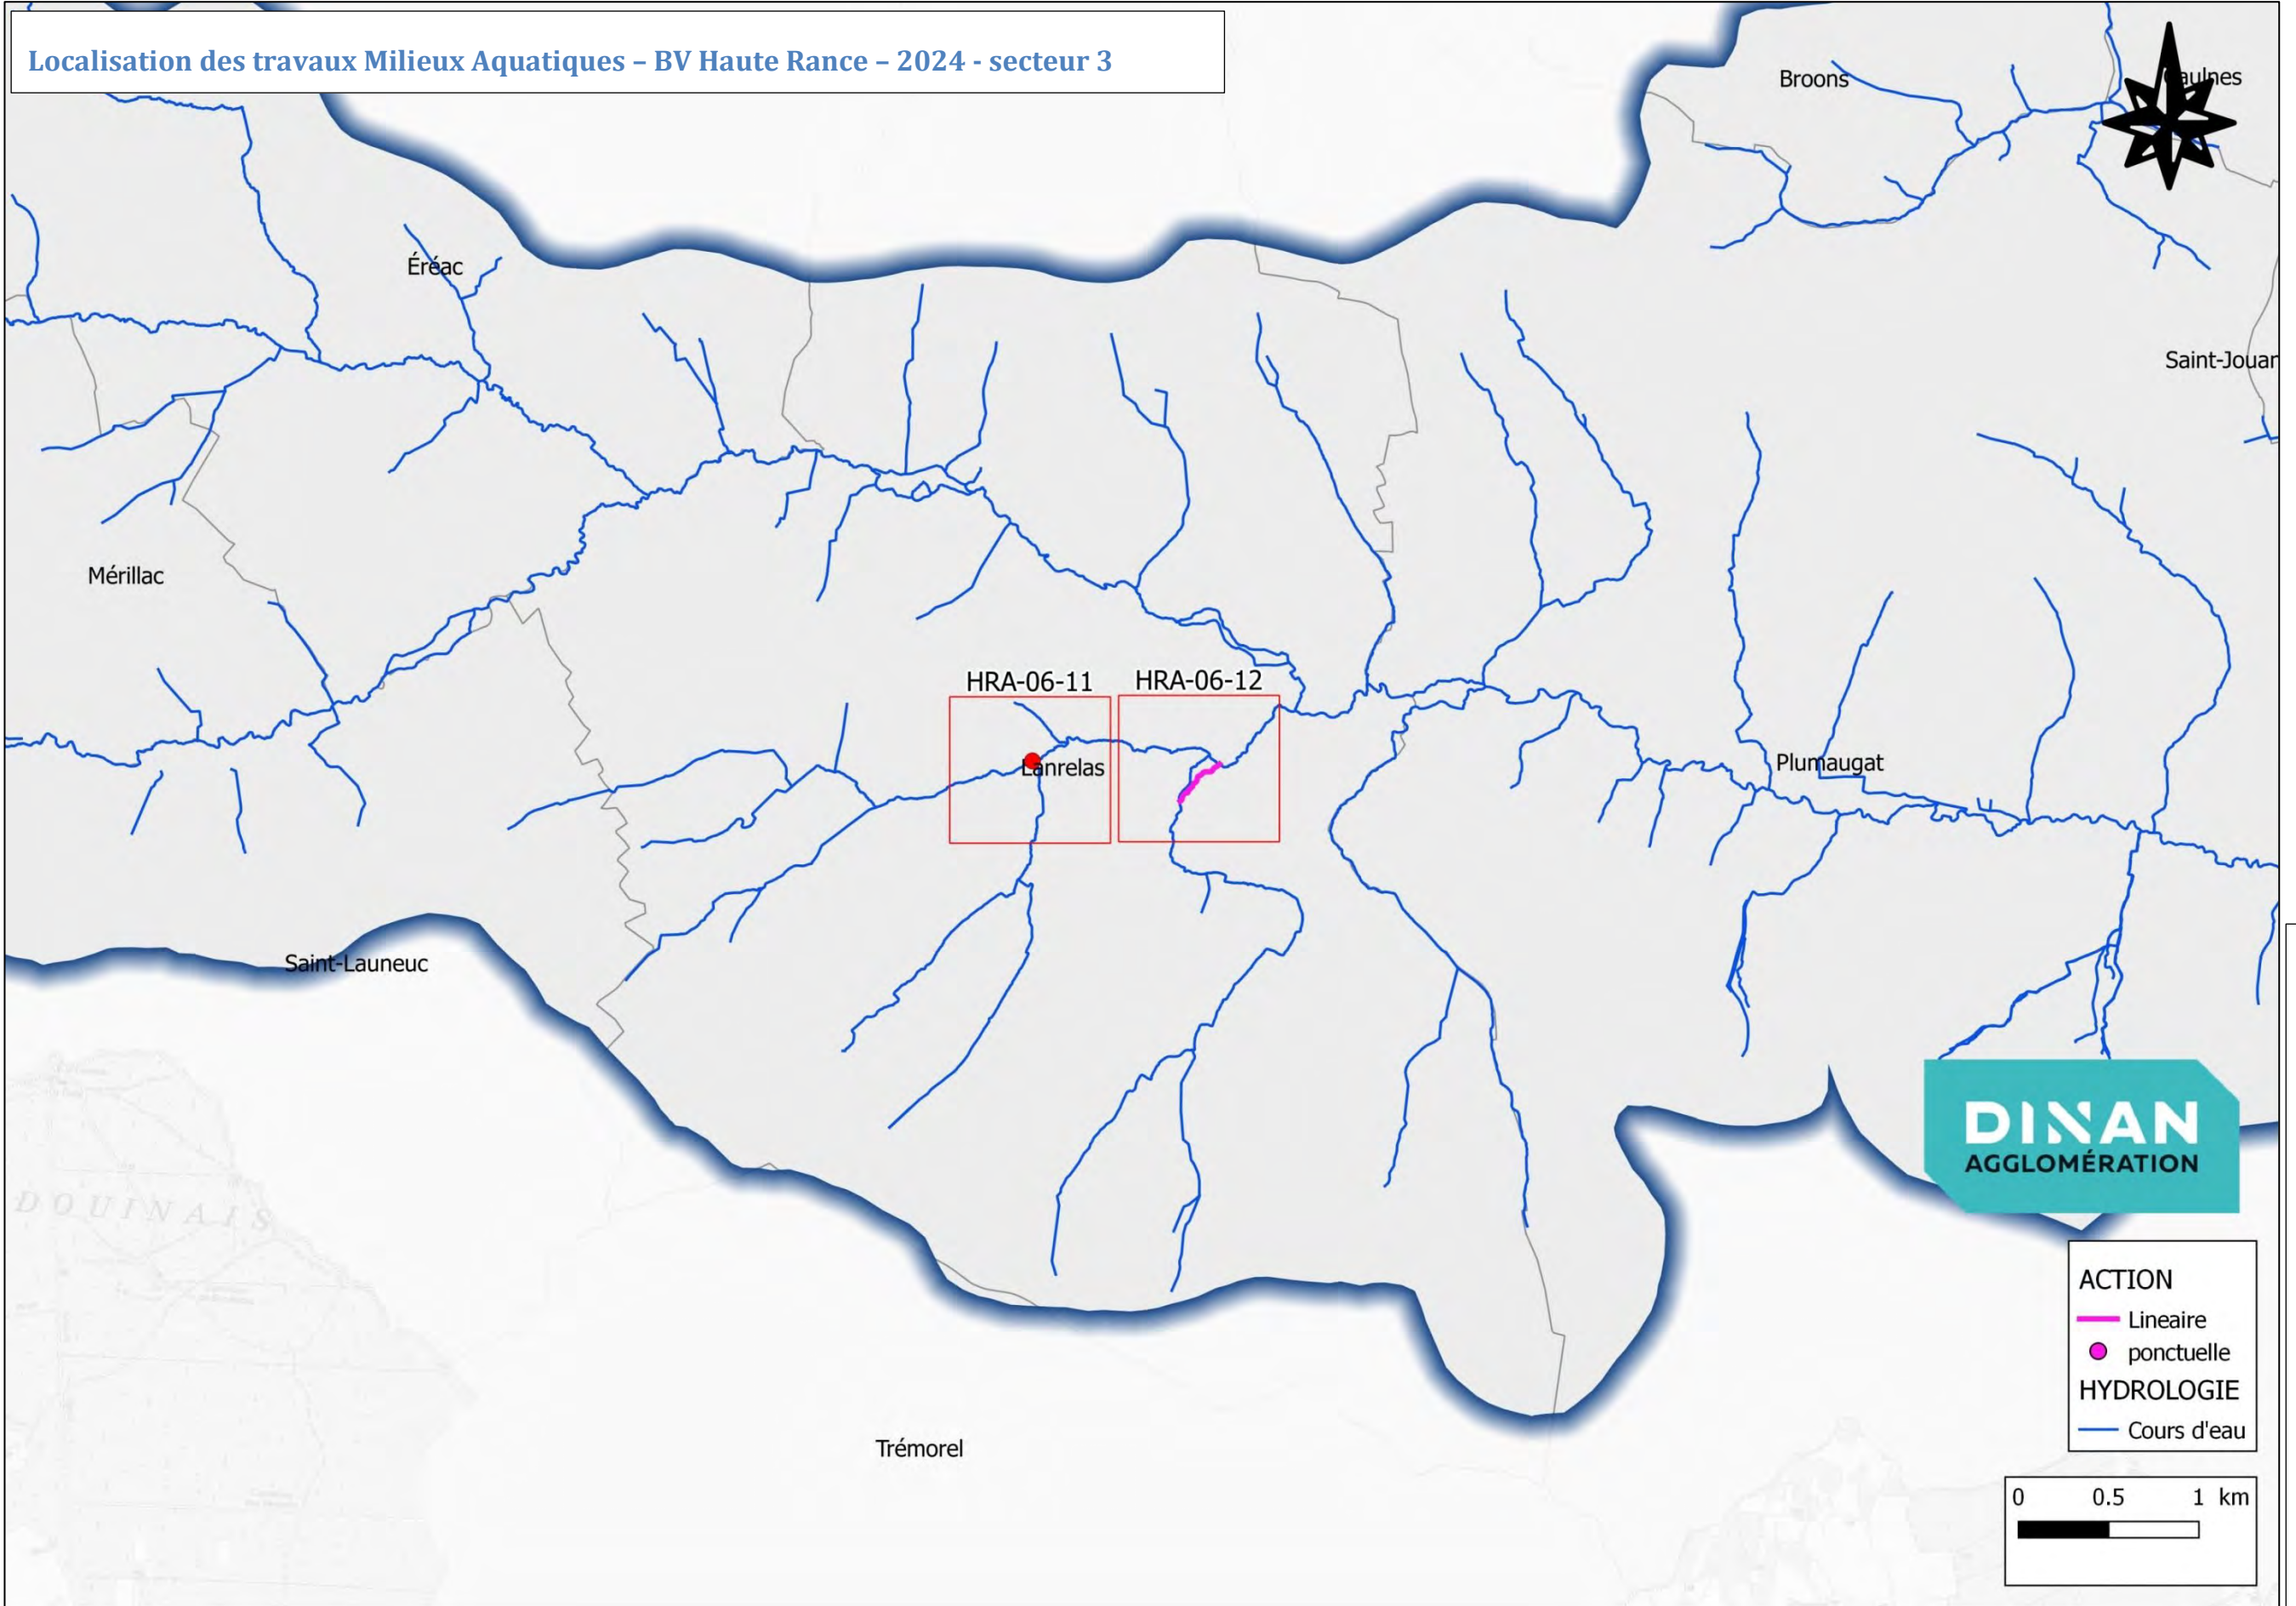 Localisation des travaux Milieux Aquatiques – BV Haute Rance – 2024 - secteur 3
Broons
Éréac
Saint-Jouan
Mérillac
HRA-06-11
HRA-06-12
Lanrelas
Plumaugat
Saint-Launeuc
DOUINAIS
Trémorel
DINAN
AGGLOMÉRATION
ACTION
Lineaire
ponctuelle
HYDROLOGIE
Cours d'eau
0 0.5 1 km